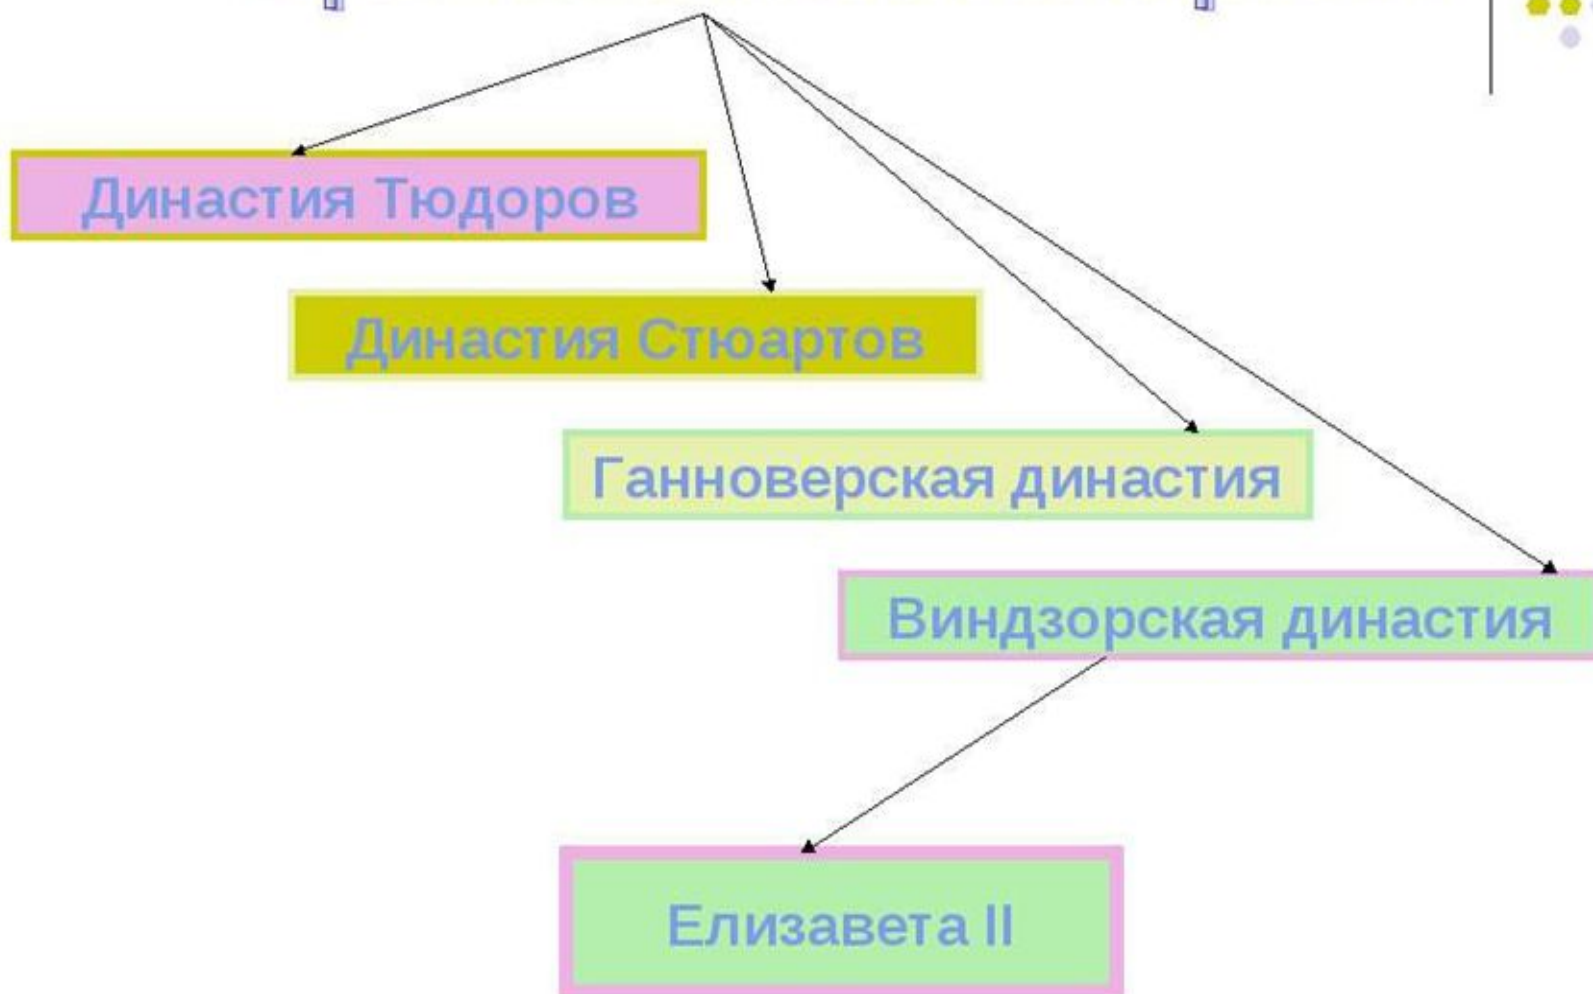 Династия Тюдоров
Династия Стюартов
Ганноверская династия
Виндзорская династия
Елизавета II